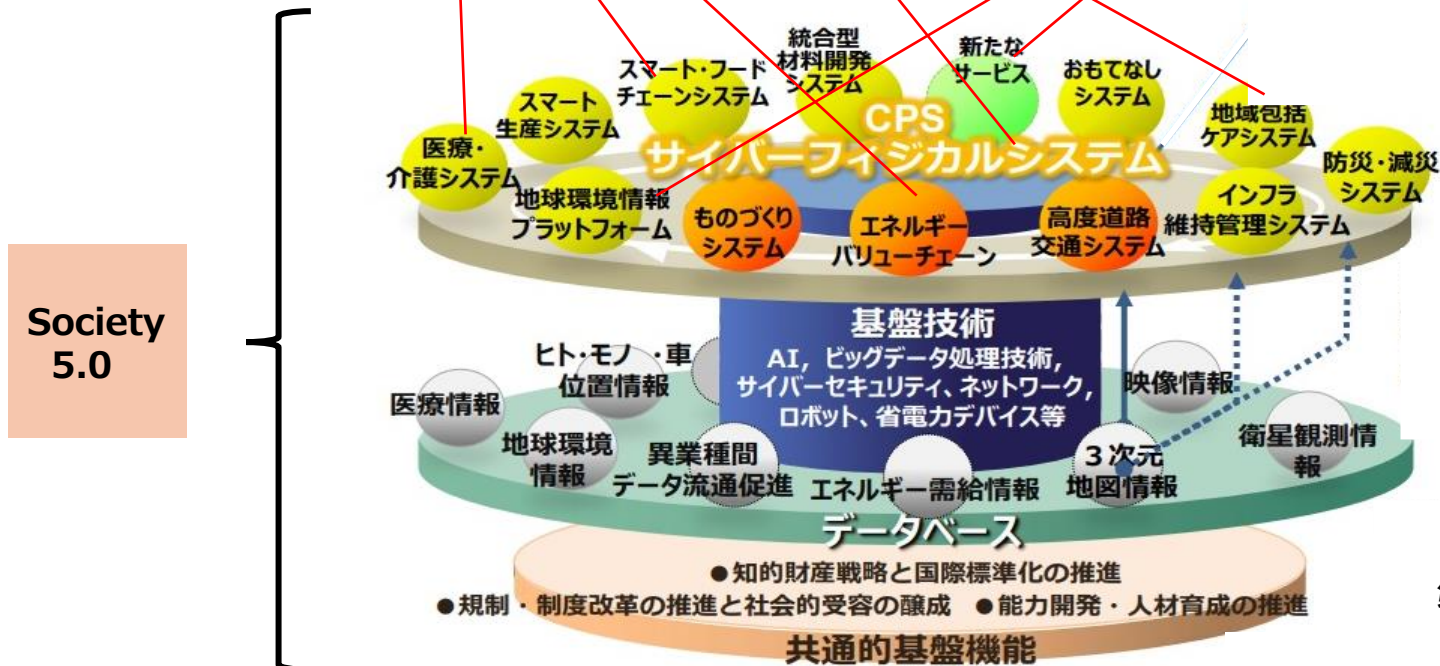 Society
5.0
統合型
材料開発
システム
新たな
サービス
スマート・フード
チェーンシステム
おもてなし
システム
スマート
生産システム
地域包括
ケアシステム
CPS
サイバーフィジカルシステム
医療・
介護システム
防災・減災
システム
地球環境情報
プラットフォーム
ものづくり
システム
エネルギー
バリューチェーン
高度道路
交通システム
インフラ
維持管理システム
基盤技術
AI, ビッグデータ処理技術,
サイバーセキュリティ、ネットワーク,
ロボット、省電力デバイス等
ヒト・モノ ・車
位置情報
映像情報
医療情報
地球環境
情報
異業種間
データ流通促進
エネルギー需給情報
3次元
地図情報
衛星観測情
報
データベース
●知的財産戦略と国際標準化の推進
●規制・制度改革の推進と社会的受容の醸成 ●能力開発・人材育成の推進
共通的基盤機能